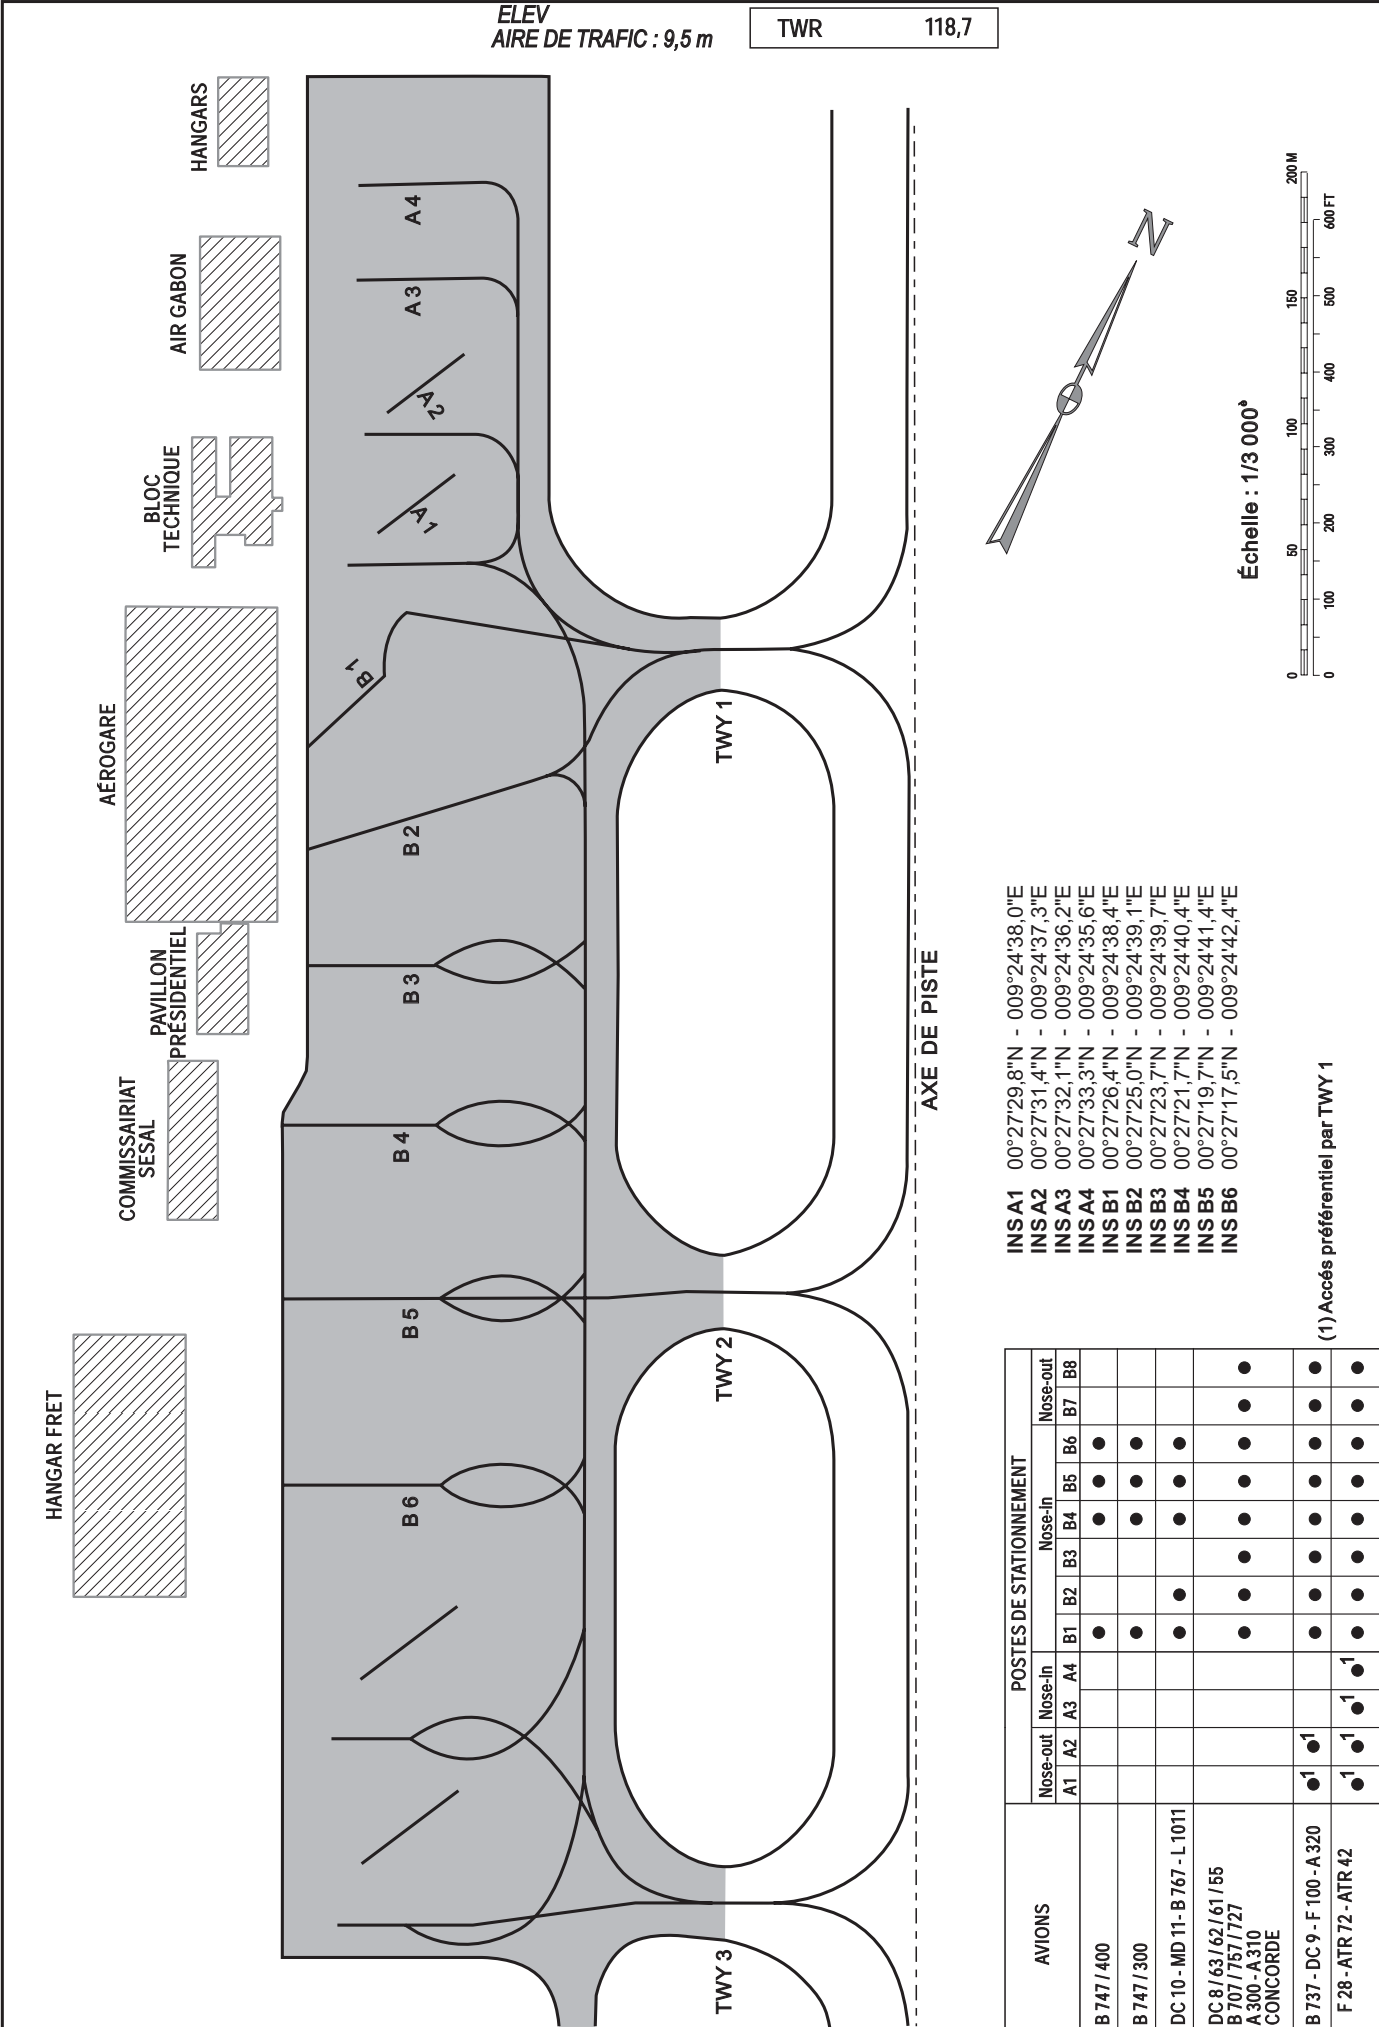 ELEV
AIRE DE TRAFIC : 9,5 m
TWR 118,7
HANGARS
AIR GABON
BLOC
TECHNIQUE
AÉROGARE
PAVILLON
PRÉSIDENTIEL
COMMISSAIRIAT
SESAL
HANGAR FRET
A 4
A 3
A 2
A 1
B 1
B 2
B 3
B 4
B 5
B 6
TWY 1
TWY 2
TWY 3
AXE DE PISTE
N
Échelle : 1/3 000è
0 50 100 150 200 M
0 100 200 300 400 500 600 FT
INS A1 00°27'29,8"N - 009°24'38,0"E
INS A2 00°27'31,4"N - 009°24'37,3"E
INS A3 00°27'32,1"N - 009°24'36,2"E
INS A4 00°27'33,3"N - 009°24'35,6"E
INS B1 00°27'26,4"N - 009°24'38,4"E
INS B2 00°27'25,0"N - 009°24'39,1"E
INS B3 00°27'23,7"N - 009°24'39,7"E
INS B4 00°27'21,7"N - 009°24'40,4"E
INS B5 00°27'19,7"N - 009°24'41,4"E
INS B6 00°27'17,5"N - 009°24'42,4"E
(1) Accés préférentiel par TWY 1
AVIONS
POSTES DE STATIONNEMENT
Nose-out Nose-in Nose-in Nose-out
A1 A2 A3 A4 B1 B2 B3 B4 B5 B6 B7 B8
B 747 / 400 ● ● ● ●
B 747 / 300 ● ● ● ●
DC 10 - MD 11 - B 767 - L 1011 ● ● ● ● ●
DC 8 / 63 / 62 / 61 / 55
B 707 / 757 / 727
A 300 - A 310
CONCORDE ● ● ● ● ● ● ● ●
B 737 - DC 9 - F 100 - A 320 ●1 ●1 ● ● ● ● ● ● ● ●
F 28 - ATR 72 - ATR 42 ●1 ●1 ●1 ●1 ● ● ● ● ● ● ● ●